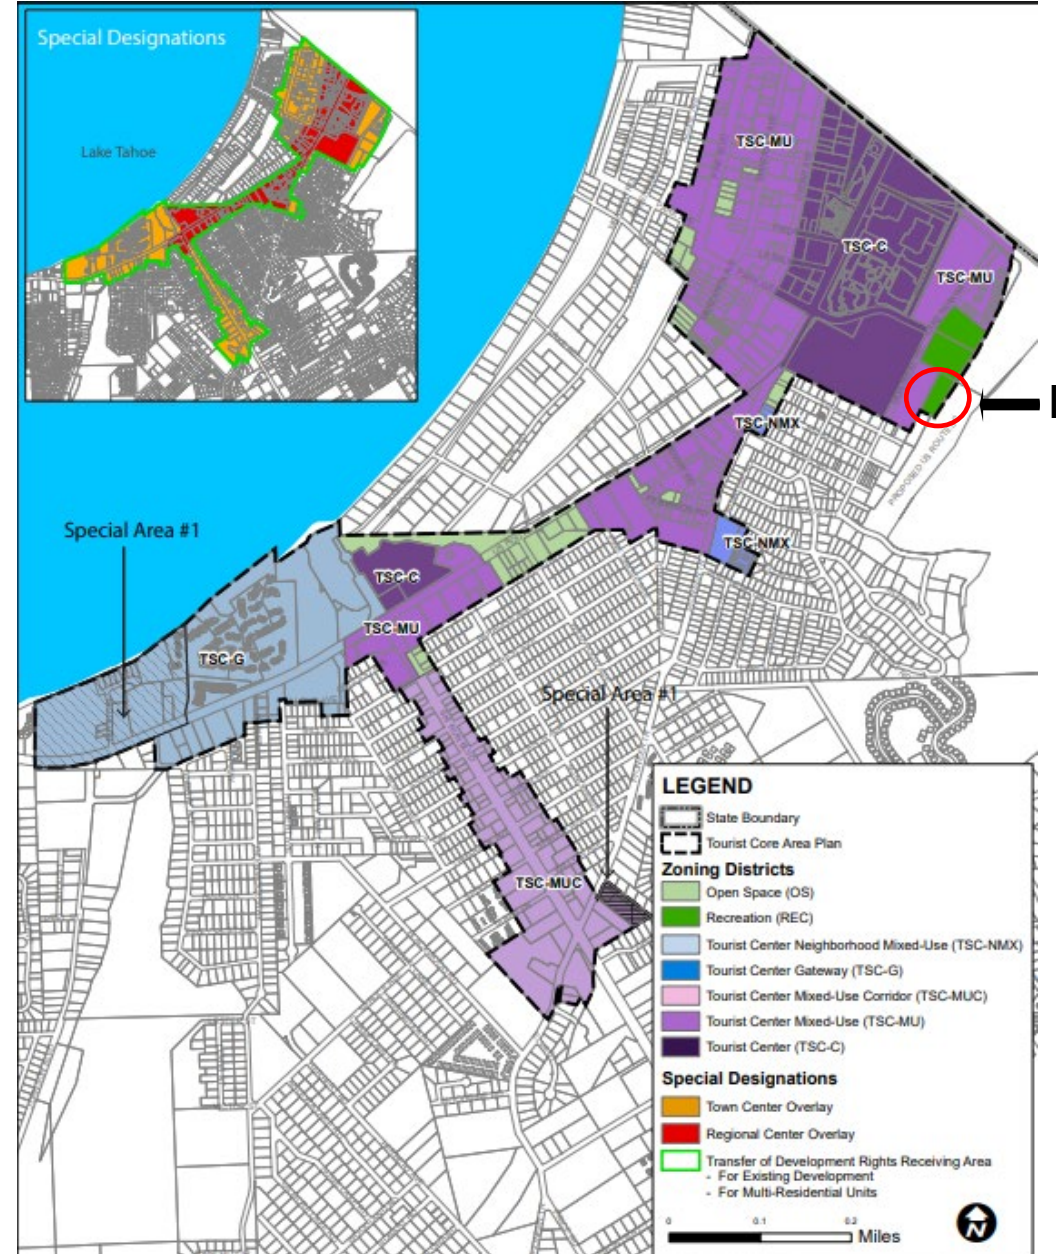 Special Designations
Lake Tahoe
TSC-MU
TSC-C
TSC-MU
TSC-NMX
PROPOSED US ROUTE
TSC-NMX
Special Area #1
TSC-C
TSC-MU
TSC-G
Special Area #1
TSC-MUC
LEGEND
State Boundary
Tourist Core Area Plan
Zoning Districts
Open Space (OS)
Recreation (REC)
Tourist Center Neighborhood Mixed-Use (TSC-NMX)
Tourist Center Gateway (TSC-G)
Tourist Center Mixed-Use Corridor (TSC-MUC)
Tourist Center Mixed-Use (TSC-MU)
Tourist Center (TSC-C)
Special Designations
Town Center Overlay
Regional Center Overlay
Transfer of Development Rights Receiving Area
- For Existing Development
- For Multi-Residential Units
0 0.1 0.2
Miles
N